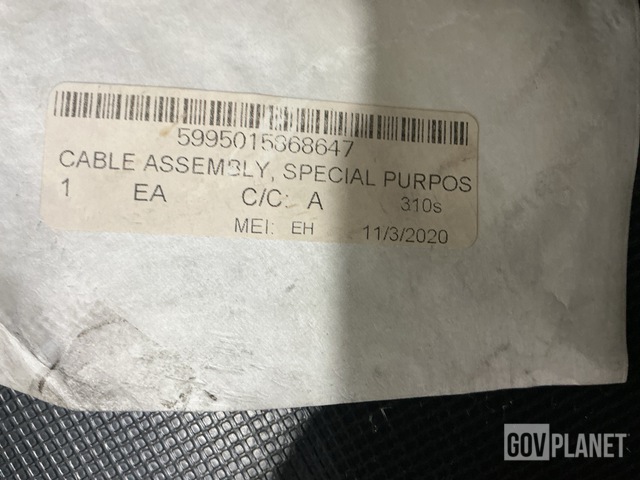 5995015868647
CABLE ASSEMBLY, SPECIAL PURPOS
1 EA C/C: A 310s
MEI: EH 11/3/2020
GOVPLANET